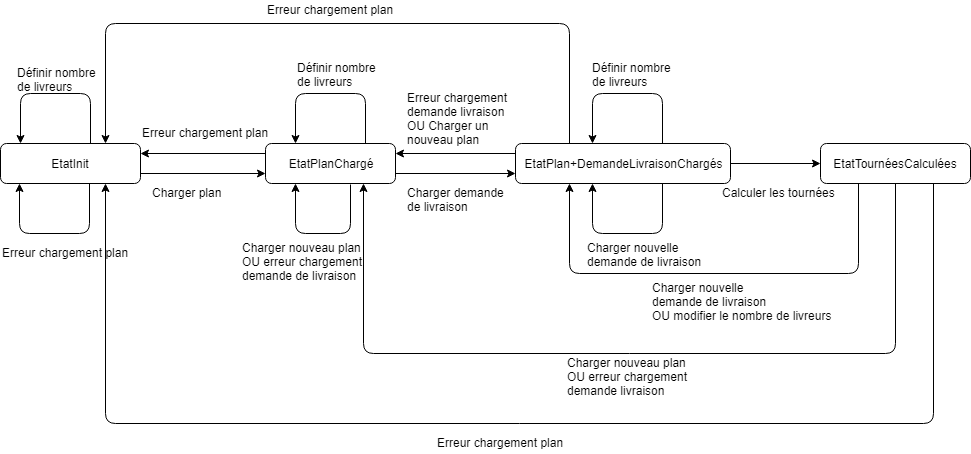 Erreur chargement plan
Définir nombre
de livreurs
Définir nombre
de livreurs
Définir nombre
de livreurs
Erreur chargement
demande livraison
OU Charger un
nouveau plan
Erreur chargement plan
EtatInit
EtatPlanChargé
EtatPlan+DemandeLivraisonChargés
EtatTournéesCalculées
Charger plan
Charger demande
de livraison
Calculer les tournées
Erreur chargement plan
Charger nouveau plan
OU erreur chargement
demande de livraison
Charger nouvelle
demande de livraison
Charger nouvelle
demande de livraison
OU modifier le nombre de livreurs
Charger nouveau plan
OU erreur chargement
demande livraison
Erreur chargement plan